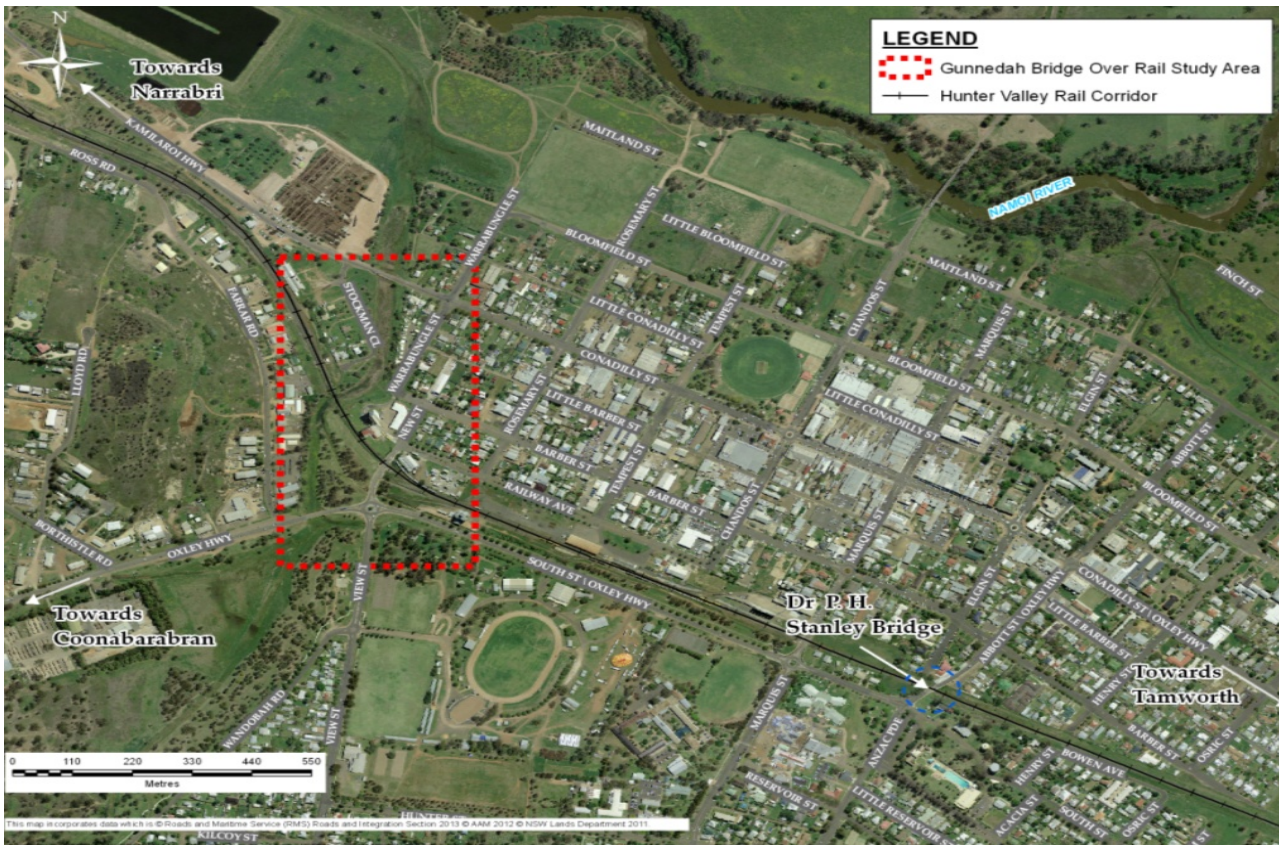 N
Towards
Narrabri
LEGEND
Gunnedah Bridge Over Rail Study Area
Hunter Valley Rail Corridor
KAMILAROI HWY
ROSS RD
MAITLAND ST
NAMOI RIVER
WARRABUNGLE ST
ROSEMARY ST
BLOOMFIELD ST
LITTLE BLOOMFIELD ST
MAITLAND ST
FINCH ST
FARRAR RD
STOCKMAN CL
TEMPEST ST
CHANDOS ST
MARQUIS ST
LITTLE CONADILLY ST
WARRABUNGLE ST
LLOYD RD
CONADILLY ST
BLOOMFIELD ST
ELGIN ST
NEW ST
ROSEMARY ST
LITTLE BARBER ST
LITTLE CONADILLY ST
ABBOTT ST
BARBER ST
TEMPEST ST
RAILWAY AVE
BARBER ST
CHANDOS ST
MARQUIS ST
BLOOMFIELD ST
BORTHISTLE RD
OXLEY HWY
VIEW ST
SOUTH ST \ OXLEY HWY
ELGIN ST
ABBOTT ST \ OXLEY HWY
CONADILLY ST \ OXLEY HWY
LITTLE BARBER ST
Towards
Coonabarabran
Dr P. H.
Stanley Bridge
HENRY ST
Towards
Tamworth
WANDOBAH RD
VIEW ST
MARQUIS ST
ANZAC PDE
BARBER ST
OSRIC ST
BOWEN AVE
HENRY ST
RESERVOIR ST
LITTLE RESERVOIR ST
ACACIA ST
SOUTH ST
OSRIC ST
ST
0 110 220 330 440 550
Metres
This map incorporates data which is © Roads and Maritime Service (RMS) Roads and Integration Section 2013 © AAM 2012 © NSW Lands Department 2011.
KILCOY ST